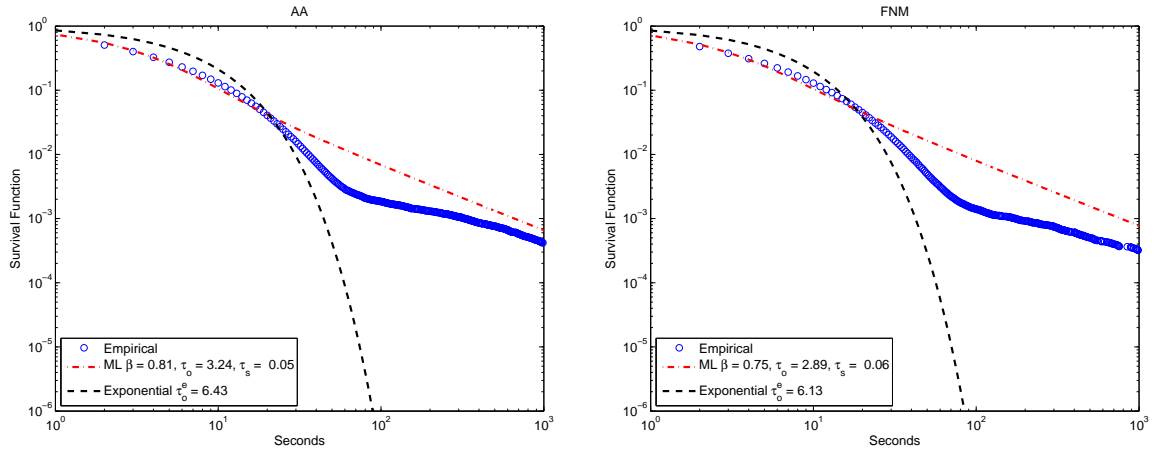 AA
Survival Function
10^0
10^-1
10^-2
10^-3
10^-4
10^-5
10^-6
Empirical
ML β = 0.81, τ_o = 3.24, τ_s = 0.05
Exponential τ_o^e = 6.43
10^0 10^1 10^2 10^3
Seconds
FNM
Survival Function
10^0
10^-1
10^-2
10^-3
10^-4
10^-5
10^-6
Empirical
ML β = 0.75, τ_o = 2.89, τ_s = 0.06
Exponential τ_o^e = 6.13
10^0 10^1 10^2 10^3
Seconds